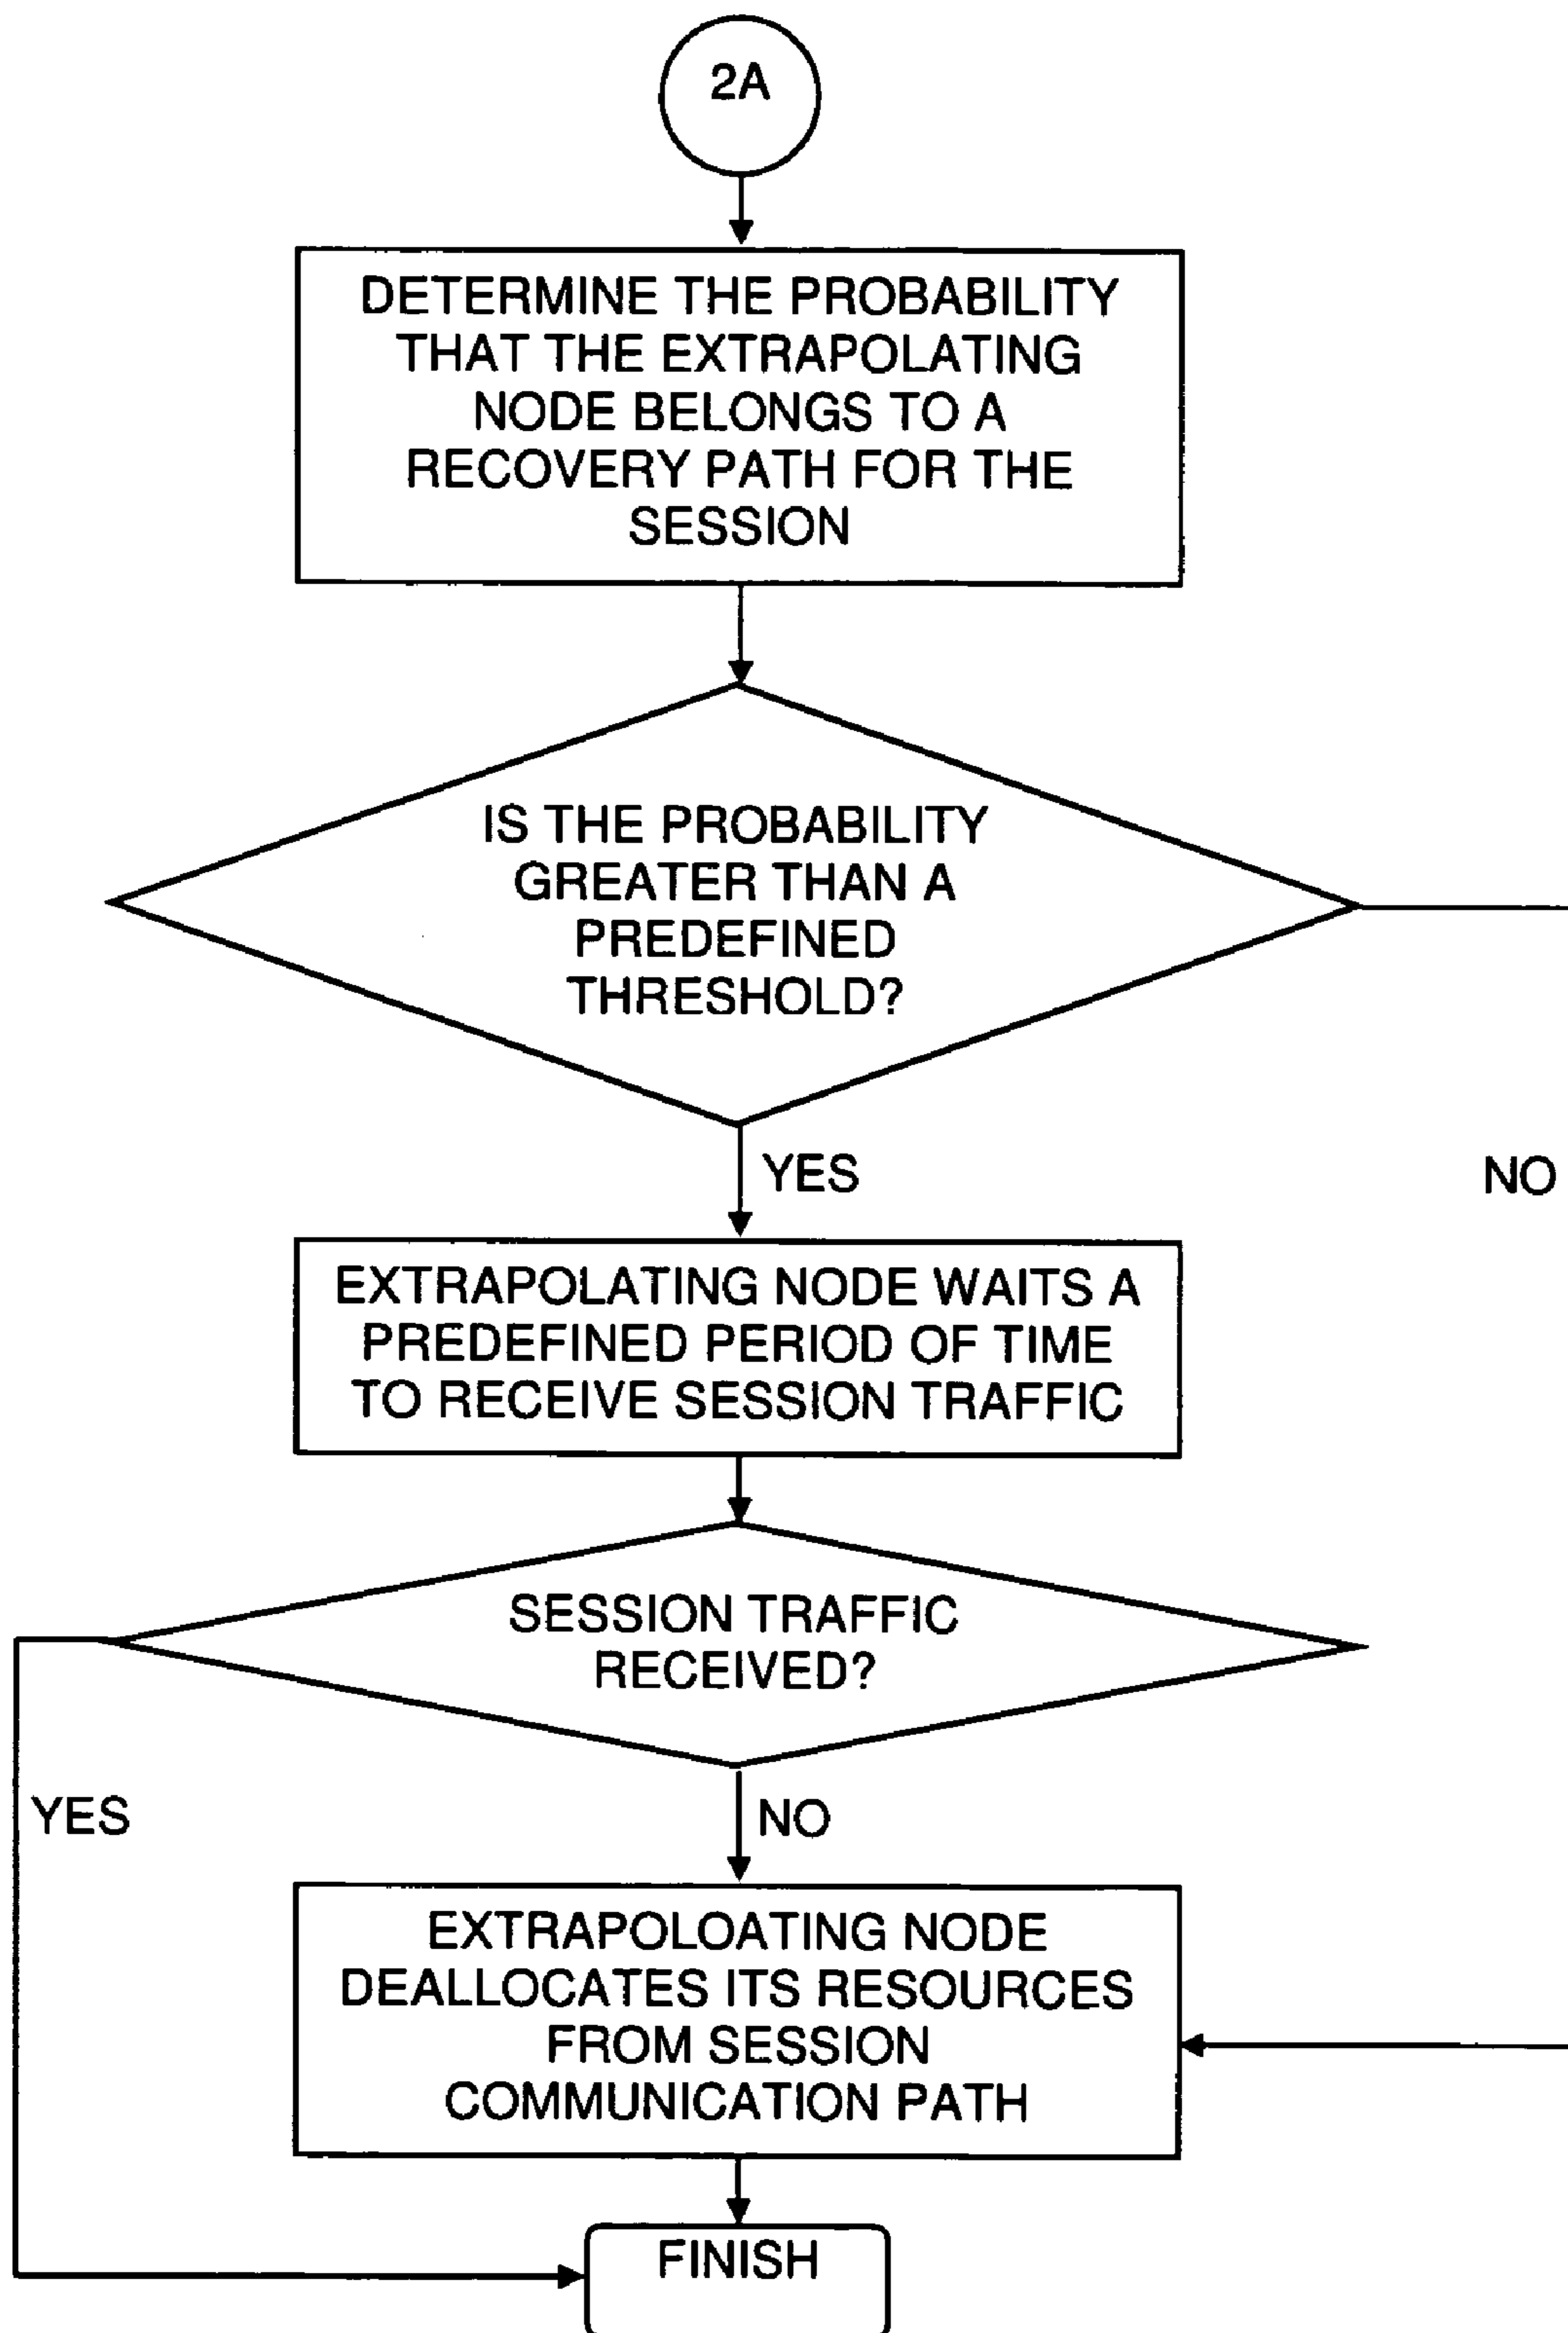 2A
DETERMINE THE PROBABILITY
THAT THE EXTRAPOLATING
NODE BELONGS TO A
RECOVERY PATH FOR THE
SESSION
IS THE PROBABILITY
GREATER THAN A
PREDEFINED
THRESHOLD?
YES
NO
EXTRAPOLATING NODE WAITS A
PREDEFINED PERIOD OF TIME
TO RECEIVE SESSION TRAFFIC
SESSION TRAFFIC
RECEIVED?
YES
NO
EXTRAPOLOATING NODE
DEALLOCATES ITS RESOURCES
FROM SESSION
COMMUNICATION PATH
FINISH